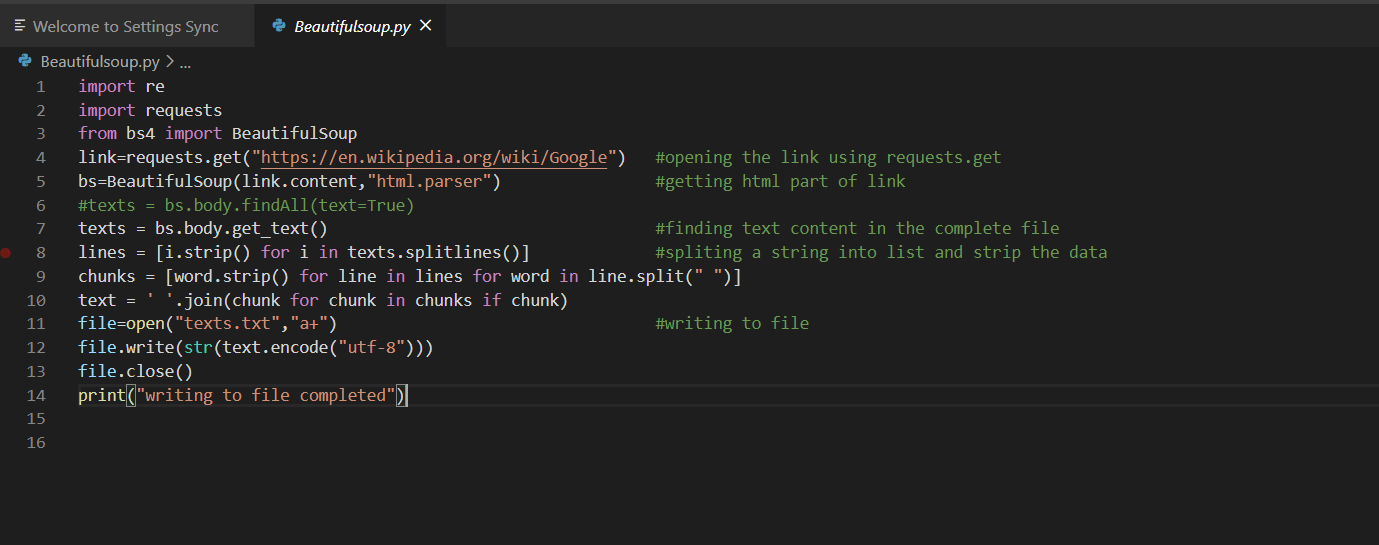 Welcome to Settings Sync Beautifulsoup.py
Beautifulsoup.py > ...
1 import re
2 import requests
3 from bs4 import BeautifulSoup
4 link=requests.get("https://en.wikipedia.org/wiki/Google") #opening the link using requests.get
5 bs=BeautifulSoup(link.content,"html.parser") #getting html part of link
6 #texts = bs.body.findAll(text=True)
7 texts = bs.body.get_text() #finding text content in the complete file
8 lines = [i.strip() for i in texts.splitlines()] #spliting a string into list and strip the data
9 chunks = [word.strip() for line in lines for word in line.split(" ")]
10 text = ' '.join(chunk for chunk in chunks if chunk)
11 file=open("texts.txt","a+") #writing to file
12 file.write(str(text.encode("utf-8")))
13 file.close()
14 print("writing to file completed")
15
16